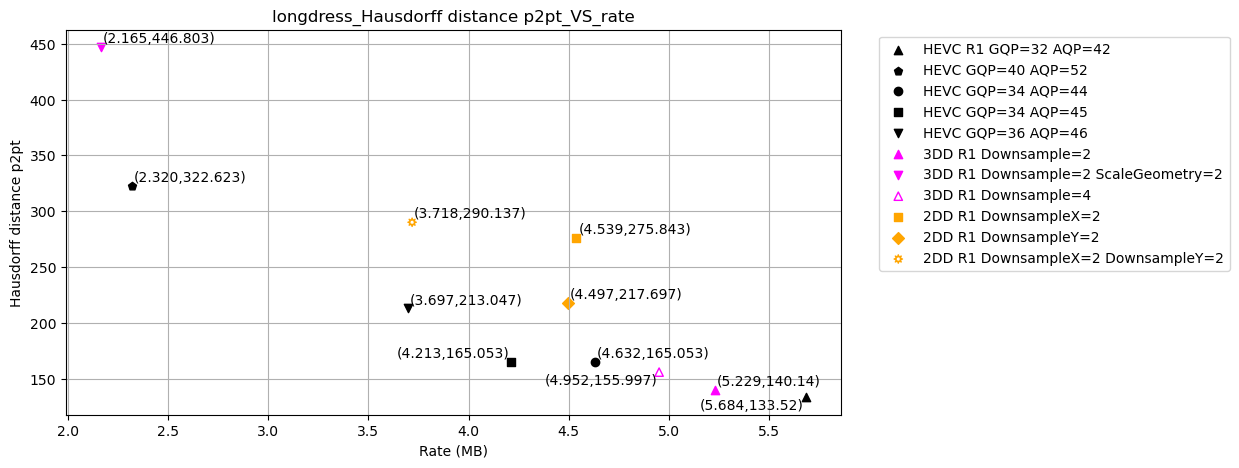 longdress_Hausdorff distance p2pt_VS_rate
Hausdorff distance p2pt
450
400
350
300
250
200
150
(2.165,446.803)
(2.320,322.623)
(3.718,290.137)
(4.539,275.843)
(4.497,217.697)
(3.697,213.047)
(4.213,165.053)
(4.632,165.053)
(4.952,155.997)
(5.229,140.14)
(5.684,133.52)
2.0
2.5
3.0
3.5
4.0
4.5
5.0
5.5
Rate (MB)
HEVC R1 GQP=32 AQP=42
HEVC GQP=40 AQP=52
HEVC GQP=34 AQP=44
HEVC GQP=34 AQP=45
HEVC GQP=36 AQP=46
3DD R1 Downsample=2
3DD R1 Downsample=2 ScaleGeometry=2
3DD R1 Downsample=4
2DD R1 DownsampleX=2
2DD R1 DownsampleY=2
2DD R1 DownsampleX=2 DownsampleY=2